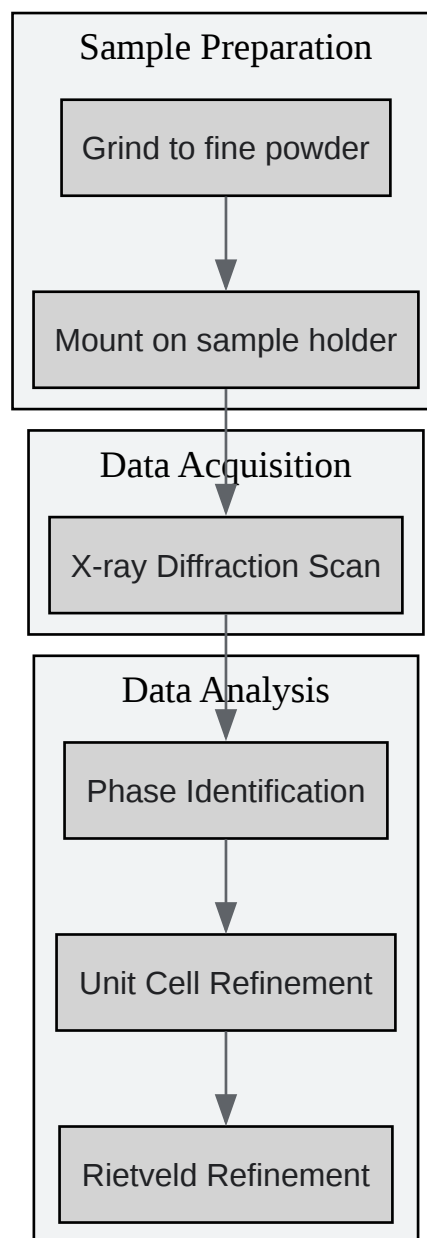 Sample Preparation
Grind to fine powder
Mount on sample holder
Data Acquisition
X-ray Diffraction Scan
Data Analysis
Phase Identification
Unit Cell Refinement
Rietveld Refinement